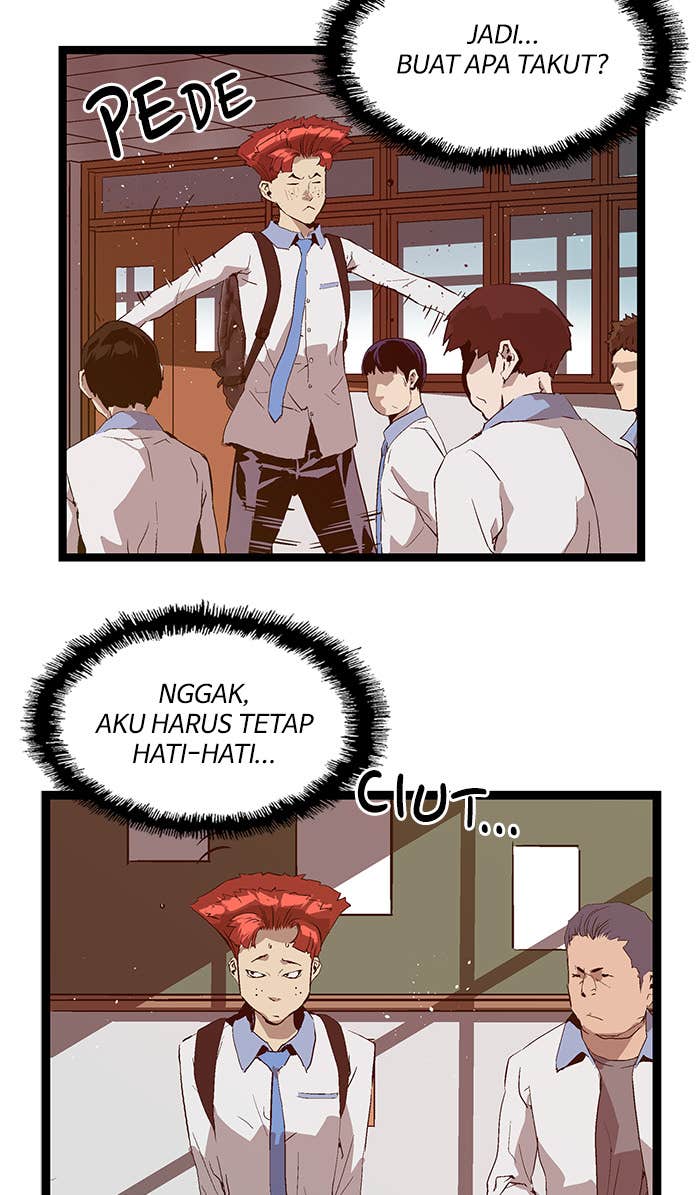 JADI...
BUAT APA TAKUT?
PEDE
NGGAK,
AKU HARUS TETAP
HATI-HATI...
CIUT...